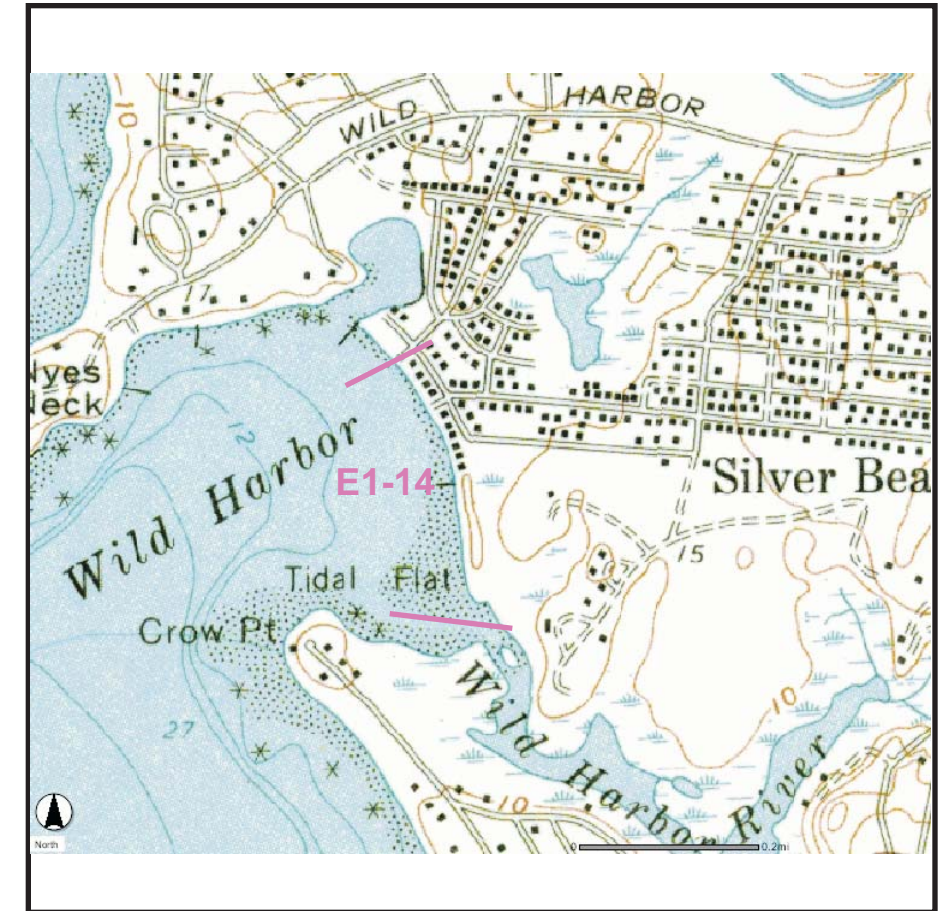 10
WILD HARBOR
17
Nyes
Neck
12
Wild Harbor
E1-14
Silver Bea
15
Tidal Flat
Crow Pt
27
10
Wild Harbor River
10
North
0 0.2mi